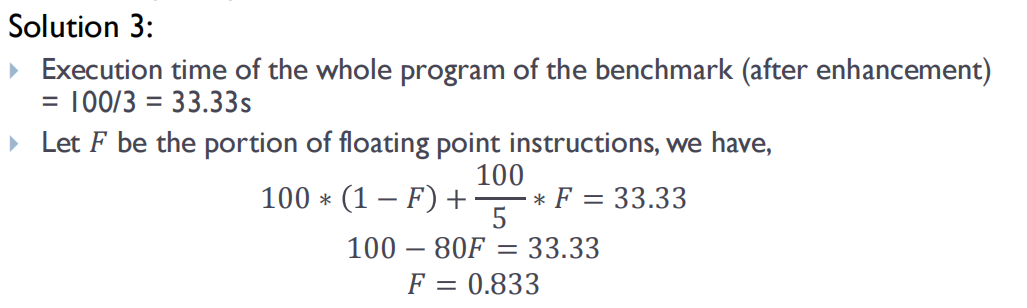 Solution 3:
Execution time of the whole program of the benchmark (after enhancement)
= 100/3 = 33.33s
Let F be the portion of floating point instructions, we have,
100 ∗ (1 − F) + 100/5 ∗ F = 33.33
100 − 80F = 33.33
F = 0.833